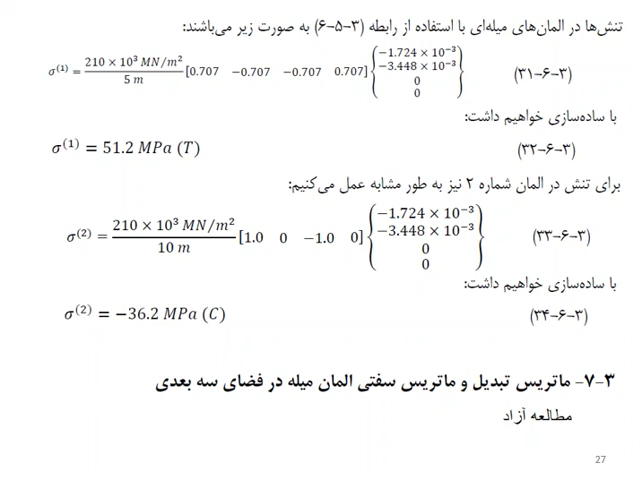 تنش‌ها در المان‌های میله‌ای با استفاده از رابطه (۳-۵-۶) به صورت زیر می‌باشند:
σ⁽¹⁾ = 210 × 10³ MN/m² / 5 m [0.707 −0.707 −0.707 0.707] {−1.724 × 10⁻³ −3.448 × 10⁻³ 0 0} (۳-۶-۳۱)
با ساده‌سازی خواهیم داشت:
σ⁽¹⁾ = 51.2 MPa (T) (۳-۶-۳۲)
برای تنش در المان شماره ۲ نیز به طور مشابه عمل می‌کنیم:
σ⁽²⁾ = 210 × 10³ MN/m² / 10 m [1.0 0 −1.0 0] {−1.724 × 10⁻³ −3.448 × 10⁻³ 0 0} (۳-۶-۳۳)
با ساده‌سازی خواهیم داشت:
σ⁽²⁾ = −36.2 MPa (C) (۳-۶-۳۴)
۳-۷- ماتریس تبدیل و ماتریس سفتی المان میله در فضای سه بعدی
مطالعه آزاد
27